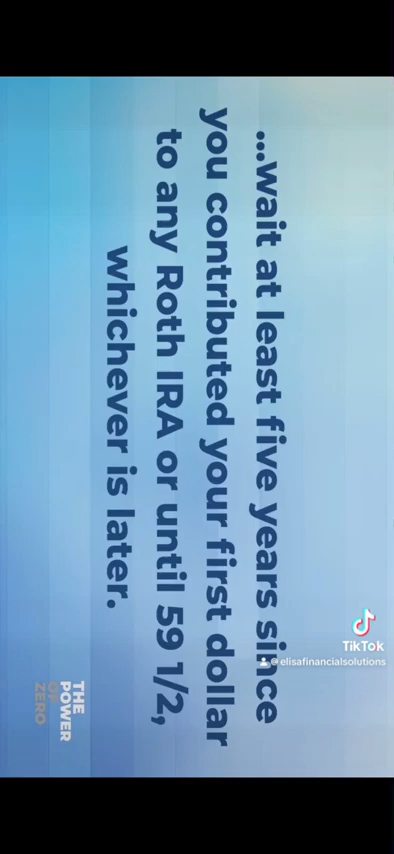 ...wait at least five years since
you contributed your first dollar
to any Roth IRA or until 59 1/2,
whichever is later.
THE
POWER
OF
ZERO
TikTok
@elisafinancialsolutions